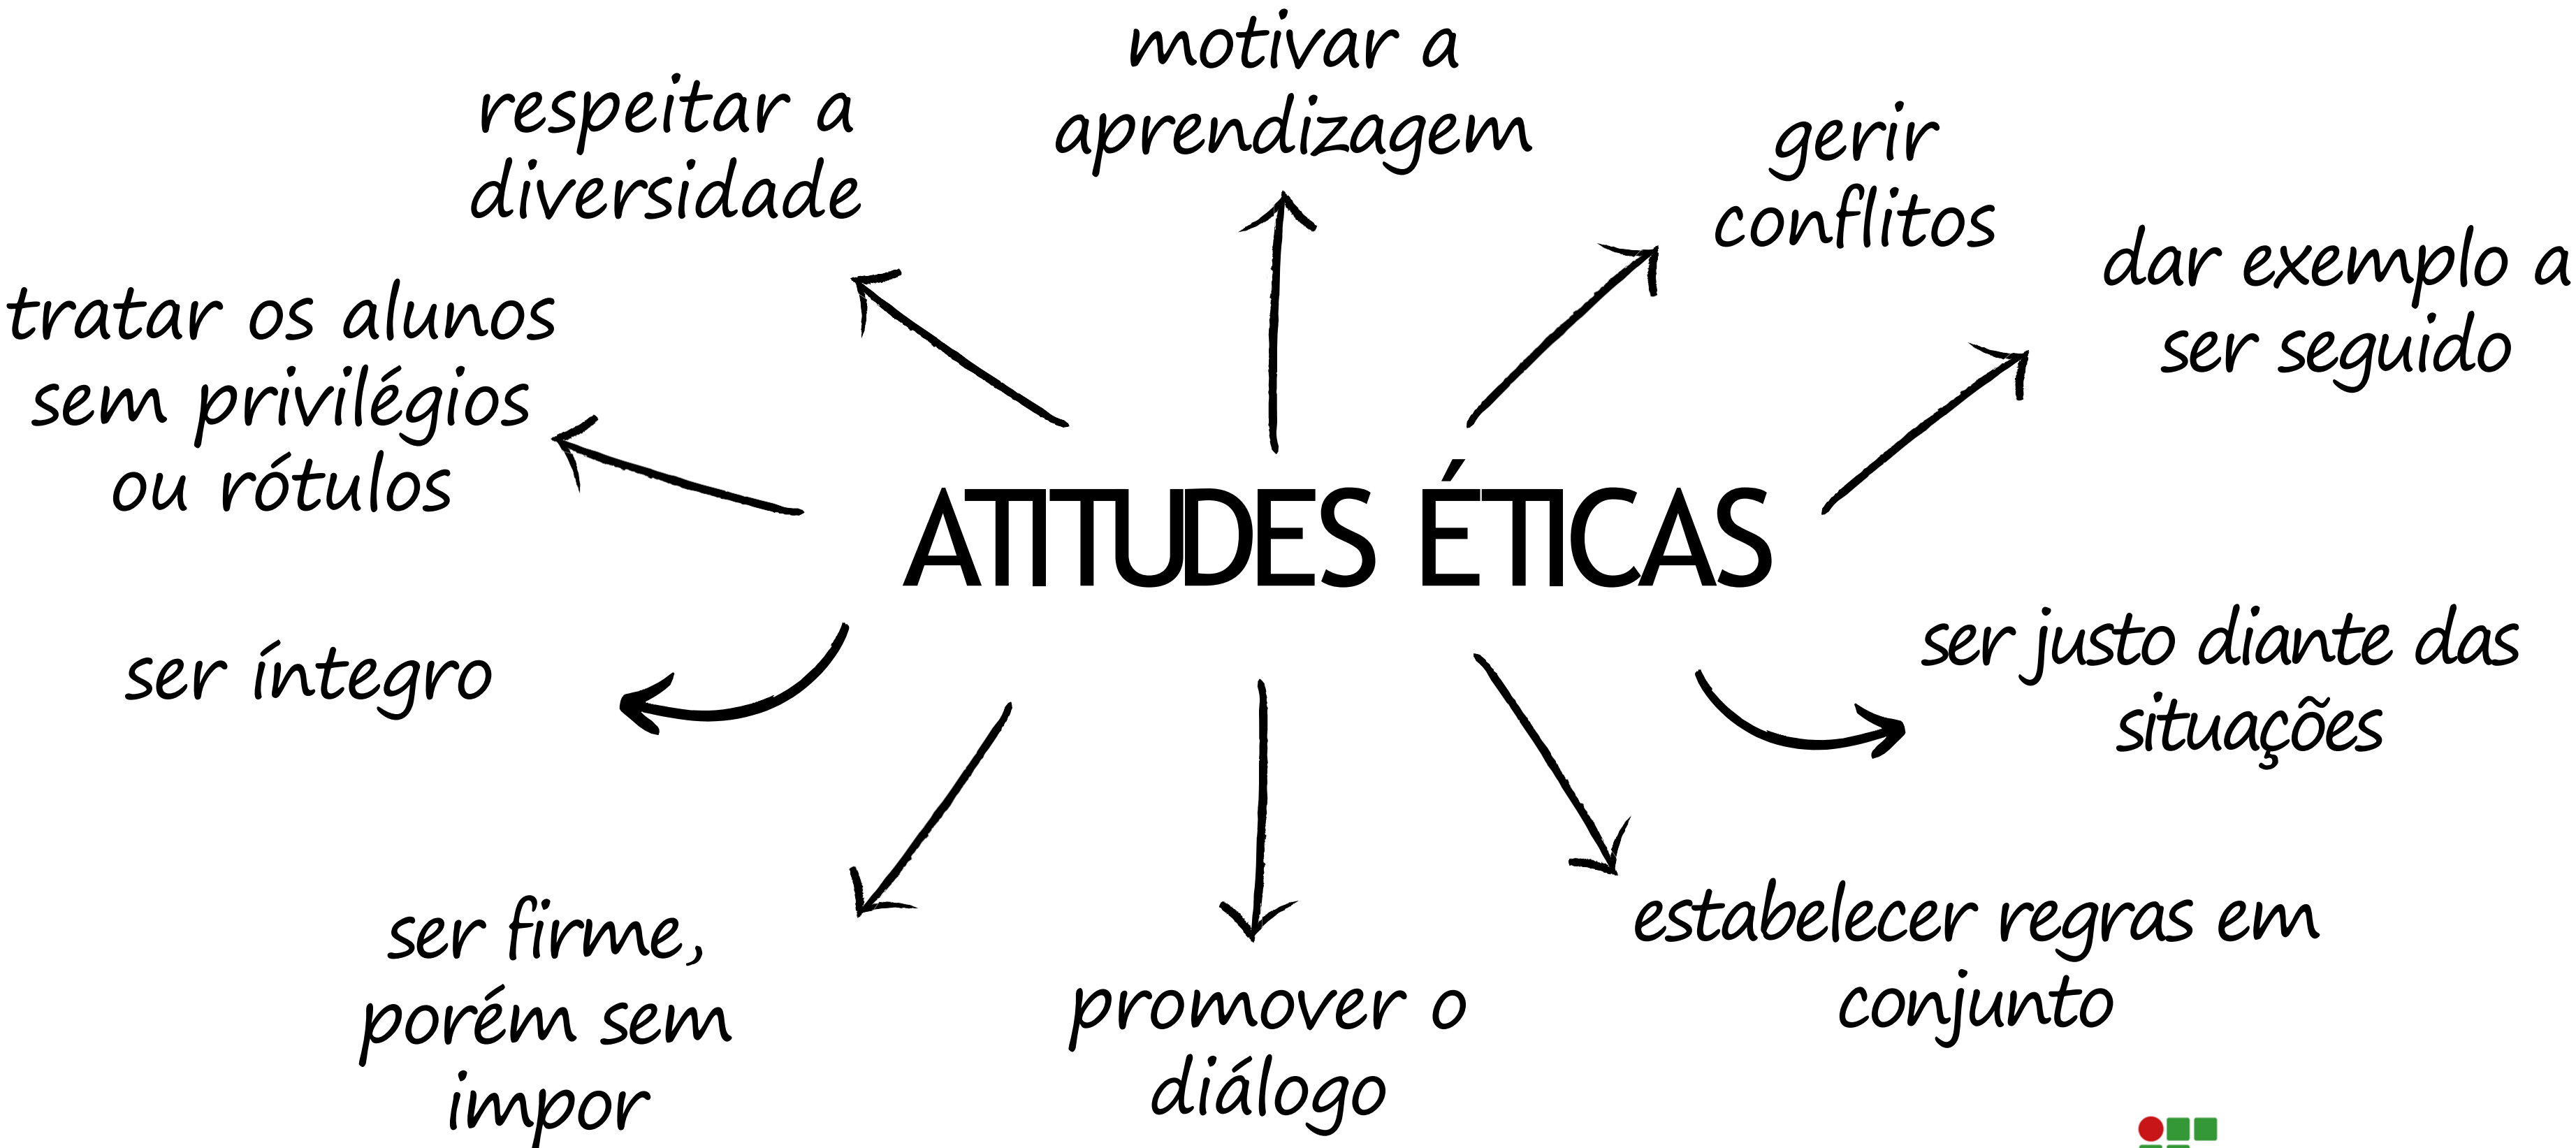 motivar a
aprendizagem
respeitar a
diversidade
gerir
conflitos
dar exemplo a
ser seguido
tratar os alunos
sem privilégios
ou rótulos
ATITUDES ÉTICAS
ser íntegro
ser justo diante das
situações
ser firme,
porém sem
impor
promover o
diálogo
estabelecer regras em
conjunto